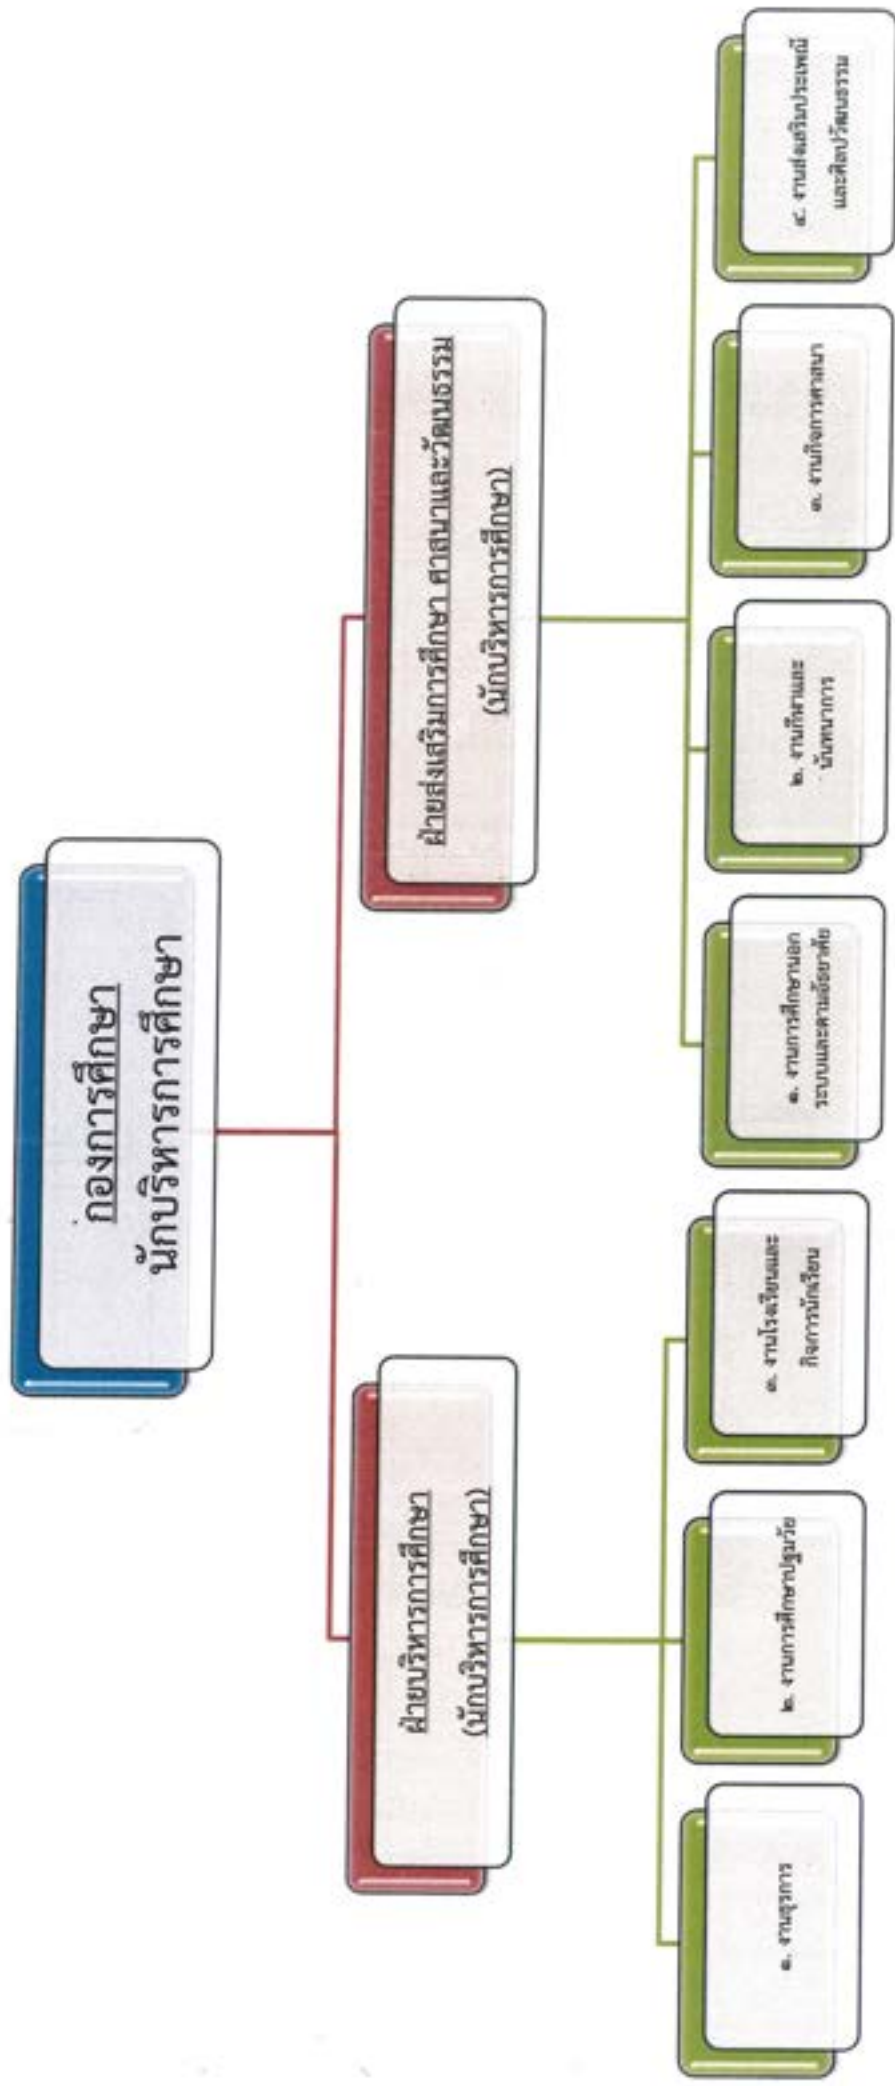 กองการศึกษา
นักบริหารการศึกษา
ฝ่ายบริหารการศึกษา
(นักบริหารการศึกษา)
ฝ่ายส่งเสริมการศึกษา ศาสนาและวัฒนธรรม
(นักบริหารการศึกษา)
๑. งานธุรการ
๒. งานการศึกษาปฐมวัย
๓. งานโรงเรียนและ
กิจการนักเรียน
๑. งานการศึกษานอก
ระบบและตามอัธยาศัย
๒. งานกีฬาและ
นันทนาการ
๓. งานกิจการศาสนา
๔. งานส่งเสริมประเพณี
และศิลปวัฒนธรรม